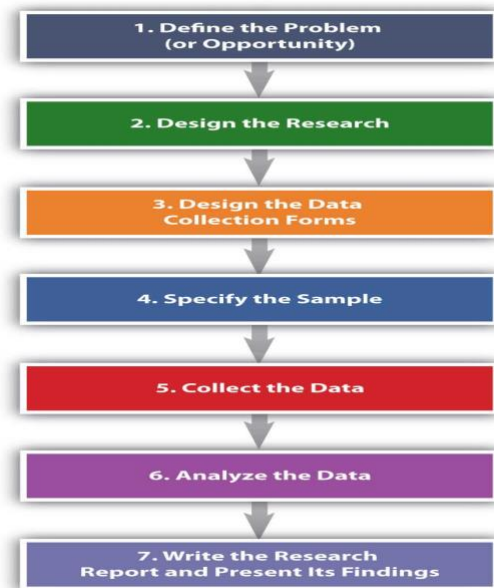 1. Define the Problem
(or Opportunity)
2. Design the Research
3. Design the Data
Collection Forms
4. Specify the Sample
5. Collect the Data
6. Analyze the Data
7. Write the Research
Report and Present Its Findings